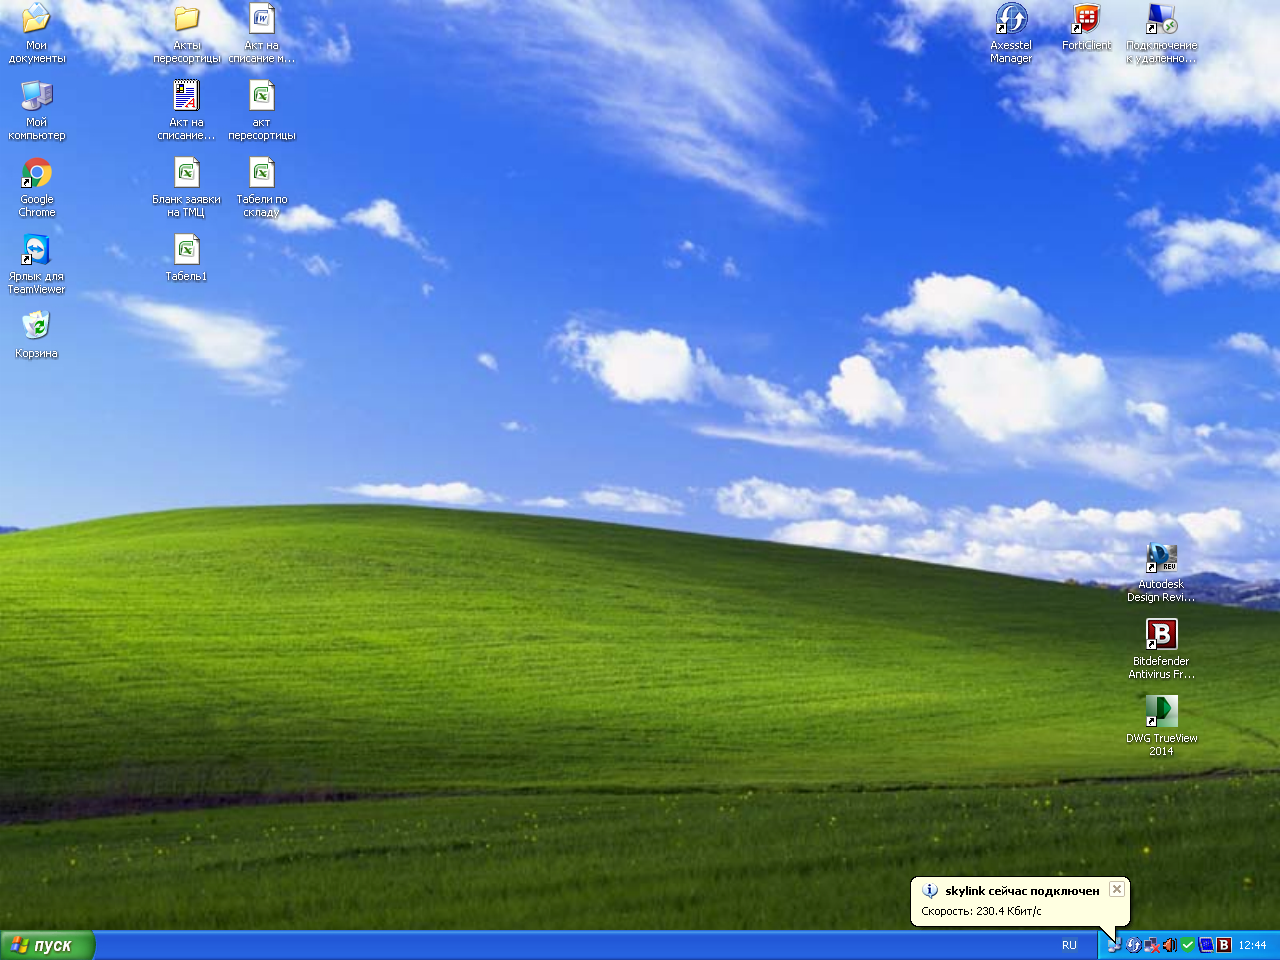 Мои
документы
Акты
пересортицы
Акт на
списание м...
Axesstel
Manager
FortiClient
Подключение
к удаленно...
Мой
компьютер
Акт на
списание...
акт
пересортицы
Google
Chrome
Бланк заявки
на ТМЦ
Табели по
складу
Ярлык для
TeamViewer
Табель1
Корзина
Autodesk
Design Revi...
Bitdefender
Antivirus Fr...
DWG TrueView
2014
skylink сейчас подключен
Скорость: 230.4 Кбит/с
пуск
RU
12:44